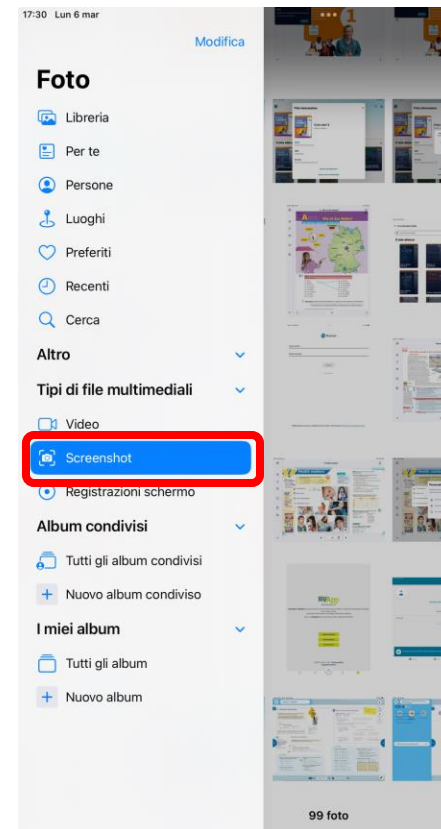 17:30 Lun 6 mar
Modifica
Foto
Libreria
Per te
Persone
Luoghi
Preferiti
Recenti
Cerca
Altro
Tipi di file multimediali
Video
Screenshot
Registrazioni schermo
Album condivisi
Tutti gli album condivisi
Nuovo album condiviso
I miei album
Tutti gli album
Nuovo album
99 foto